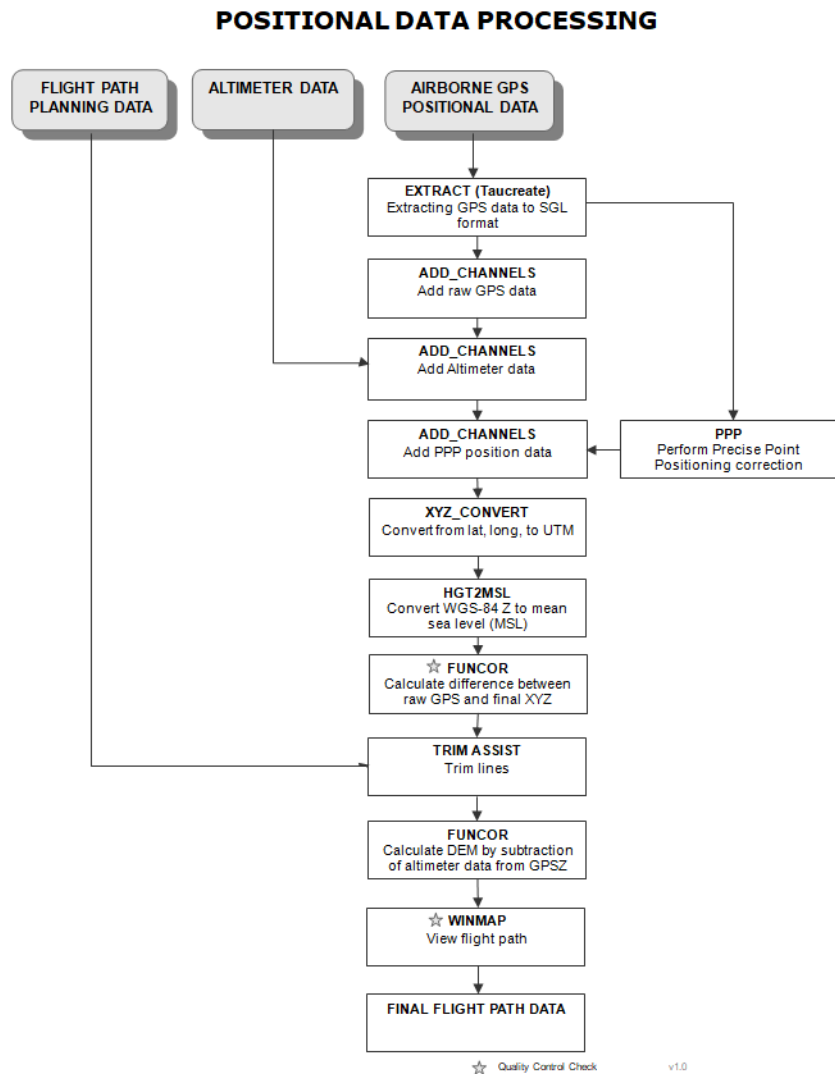 POSITIONAL DATA PROCESSING
FLIGHT PATH
PLANNING DATA
ALTIMETER DATA
AIRBORNE GPS
POSITIONAL DATA
EXTRACT (Taucreate)
Extracting GPS data to SGL
format
ADD_CHANNELS
Add raw GPS data
ADD_CHANNELS
Add Altimeter data
ADD_CHANNELS
Add PPP position data
PPP
Perform Precise Point
Positioning correction
XYZ_CONVERT
Convert from lat, long, to UTM
HGT2MSL
Convert WGS-84 Z to mean
sea level (MSL)
FUNCOR
Calculate difference between
raw GPS and final XYZ
TRIM ASSIST
Trim lines
FUNCOR
Calculate DEM by subtraction
of altimeter data from GPSZ
WINMAP
View flight path
FINAL FLIGHT PATH DATA
Quality Control Check
v1.0